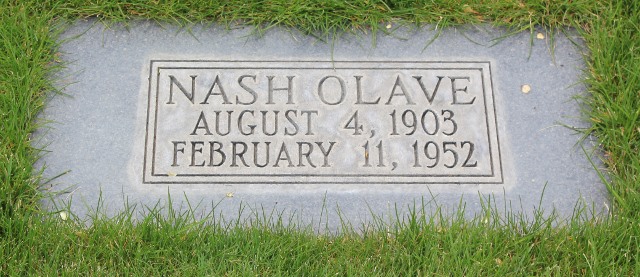 NASH OLAVE
AUGUST 4, 1903
FEBRUARY 11, 1952